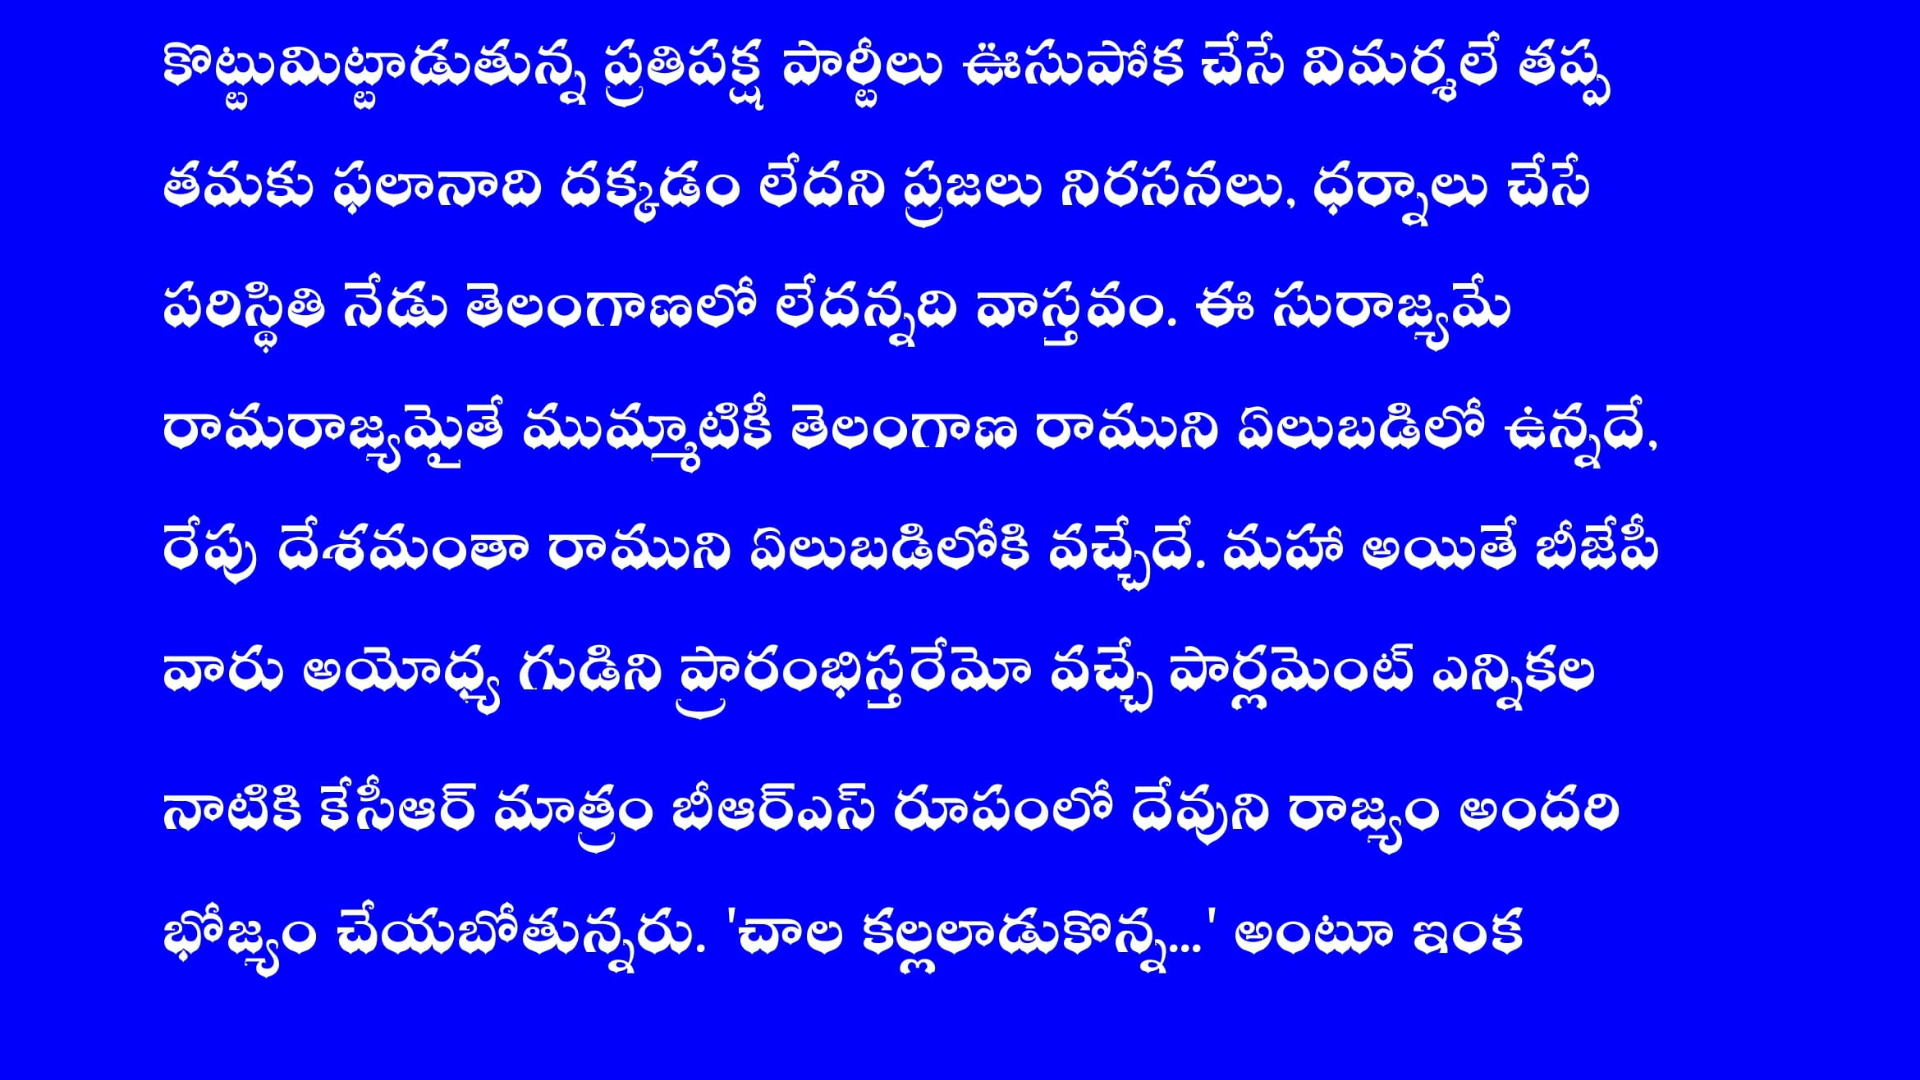 కొట్టుమిట్టాడుతున్న ప్రతిపక్ష పార్టీలు ఊసుపోక చేసే విమర్శలే తప్ప
తమకు ఫలానాది దక్కడం లేదని ప్రజలు నిరసనలు, ధర్నాలు చేసే
పరిస్థితి నేడు తెలంగాణలో లేదన్నది వాస్తవం. ఈ సురాజ్యమే
రామరాజ్యమైతే ముమ్మాటికీ తెలంగాణ రాముని ఏలుబడిలో ఉన్నదే,
రేపు దేశమంతా రాముని ఏలుబడిలోకి వచ్చేదే. మహా అయితే బీజేపీ
వారు అయోధ్య గుడిని ప్రారంభిస్తరేమో వచ్చే పార్లమెంట్ ఎన్నికల
నాటికి కేసీఆర్ మాత్రం బీఆర్ఎస్ రూపంలో దేవుని రాజ్యం అందరి
భోజ్యం చేయబోతున్నరు. 'చాల కల్లలాడుకొన్న...' అంటూ ఇంక